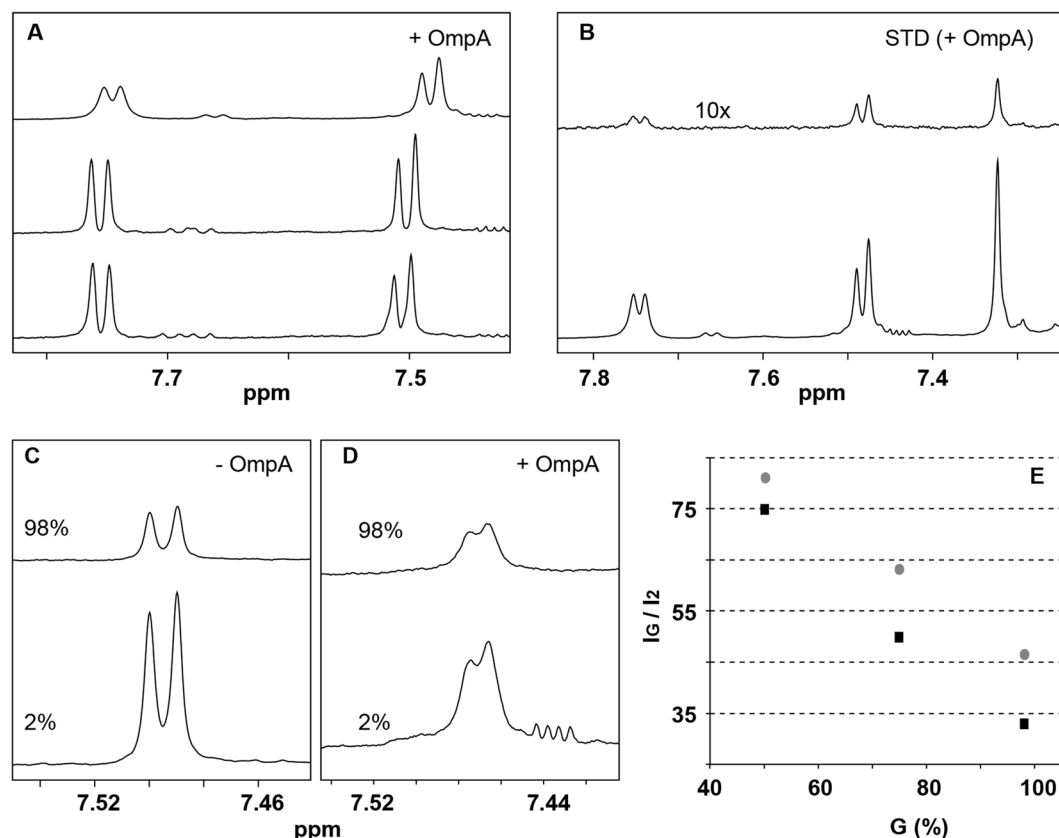 A
+ OmpA
7.7
7.5
ppm
B
STD (+ OmpA)
10x
7.8
7.6
7.4
ppm
C
- OmpA
98%
2%
7.52
7.46
D
+ OmpA
98%
2%
7.52
7.44
ppm
E
75
55
35
IG / I2
40
60
80
100
G (%)